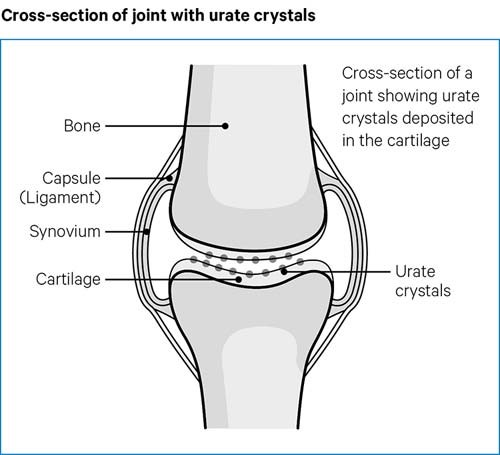 Cross-section of joint with urate crystals
Cross-section of a
joint showing urate
crystals deposited
in the cartilage
Bone
Capsule
(Ligament)
Synovium
Cartilage
Urate
crystals